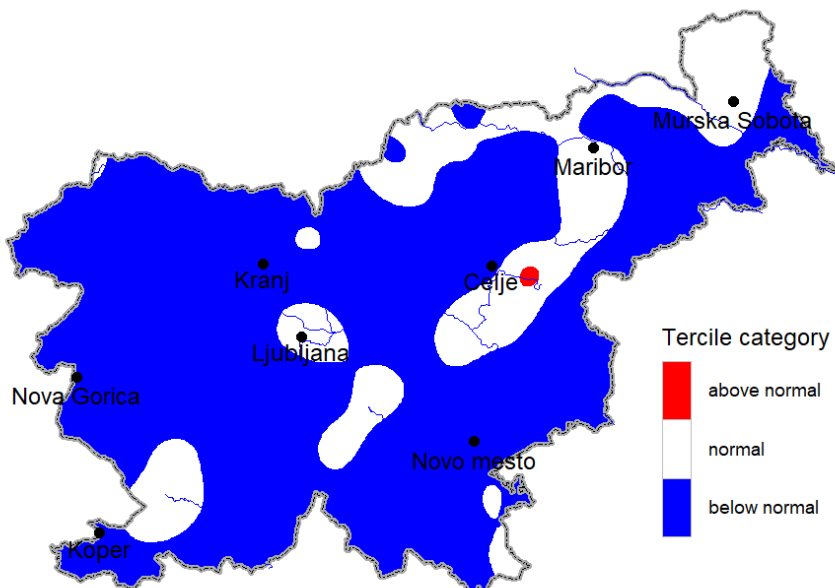 Murska Sobota
Maribor
Kranj
Celje
Ljubljana
Tercile category
Nova Gorica
above normal
Novo mesto
normal
below normal
Koper